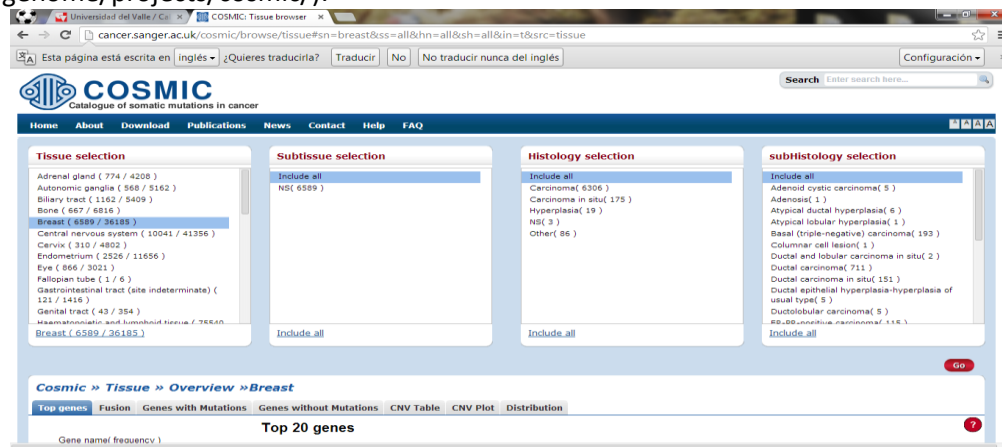 genome/projects/cosmic/).
Universidad del Valle / Ca
COSMIC: Tissue browser
cancer.sanger.ac.uk/cosmic/browse/tissue#sn=breast&ss=all&hn=all&sh=all&in=t&src=tissue
Esta página está escrita en inglés ¿Quieres traducirla? Traducir No No traducir nunca del inglés Configuración
Search Enter search here...
COSMIC
Catalogue of somatic mutations in cancer
Home About Download Publications News Contact Help FAQ A A A A
Tissue selection
Adrenal gland ( 774 / 4208 )
Autonomic ganglia ( 568 / 5162 )
Biliary tract ( 1162 / 5409 )
Bone ( 667 / 6816 )
Breast ( 6589 / 36185 )
Central nervous system ( 10041 / 41356 )
Cervix ( 310 / 4802 )
Endometrium ( 2526 / 11656 )
Eye ( 866 / 3021 )
Fallopian tube ( 1 / 6 )
Gastrointestinal tract (site indeterminate) (
121 / 1416 )
Genital tract ( 43 / 354 )
Haematopoietic and lymphoid tissue ( 75540
Breast ( 6589 / 36185 )
Subtissue selection
Include all
NS( 6589 )
Include all
Histology selection
Include all
Carcinoma( 6306 )
Carcinoma in situ( 175 )
Hyperplasia( 19 )
NS( 3 )
Other( 86 )
Include all
subHistology selection
Include all
Adenoid cystic carcinoma( 5 )
Adenosis( 1 )
Atypical ductal hyperplasia( 6 )
Atypical lobular hyperplasia( 1 )
Basal (triple-negative) carcinoma( 193 )
Columnar cell lesion( 1 )
Ductal and lobular carcinoma in situ( 2 )
Ductal carcinoma( 711 )
Ductal carcinoma in situ( 151 )
Ductal epithelial hyperplasia-hyperplasia of
usual type( 5 )
Ductolobular carcinoma( 5 )
ER-PR-positive carcinoma( 115 )
Include all
Go
Cosmic » Tissue » Overview »Breast
Top genes Fusion Genes with Mutations Genes without Mutations CNV Table CNV Plot Distribution
Top 20 genes
?
Gene name( frequency )